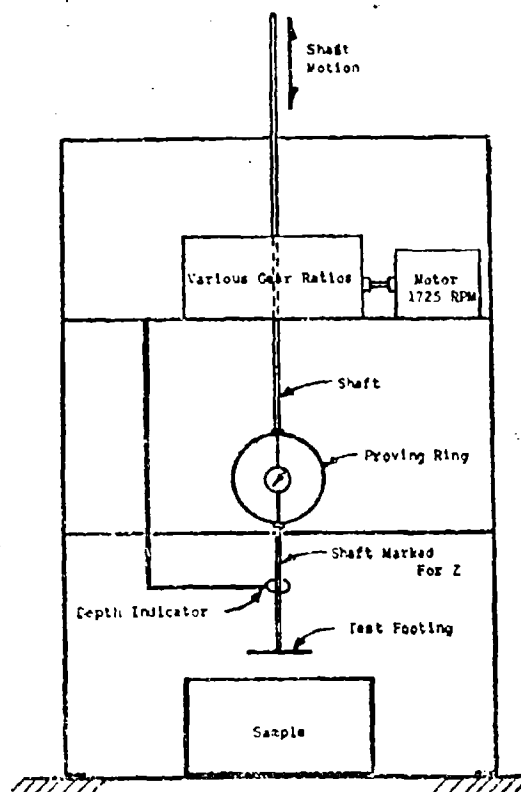 Shaft
Motion
Various Gear Ratios
Motor
1725 RPM
Shaft
Proving Ring
Shaft Marked
For Z
Depth Indicator
Test Footing
Sample